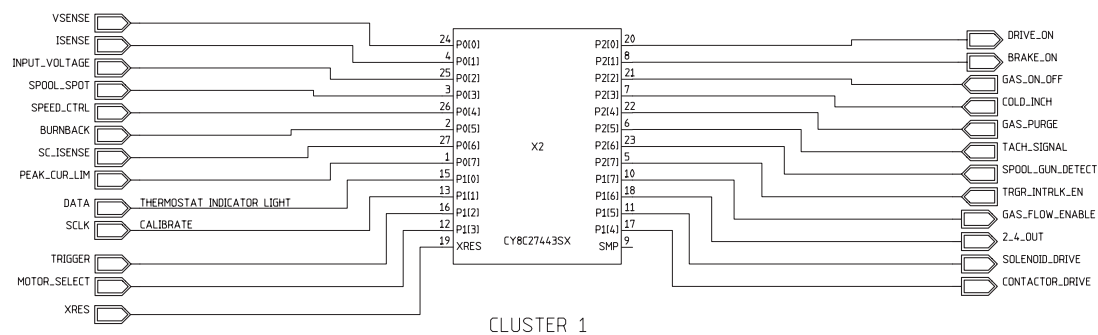 VSENSE
ISENSE
INPUT_VOLTAGE
SPOOL_SPOT
SPEED_CTRL
BURNBACK
SC_ISENSE
PEAK_CUR_LIM
DATA THERMOSTAT INDICATOR LIGHT
SCLK CALIBRATE
TRIGGER
MOTOR_SELECT
XRES
24 P0[0]
4 P0[1]
25 P0[2]
3 P0[3]
26 P0[4]
2 P0[5]
27 P0[6]
1 P0[7]
15 P1[0]
13 P1[1]
16 P1[2]
12 P1[3]
19 XRES
X2
CY8C27443SX
P2[0] 20
P2[1] 8
P2[2] 21
P2[3] 7
P2[4] 22
P2[5] 6
P2[6] 23
P2[7] 5
P1[7] 10
P1[6] 18
P1[5] 11
P1[4] 17
SMP 9
DRIVE_ON
BRAKE_ON
GAS_ON_OFF
COLD_INCH
GAS_PURGE
TACH_SIGNAL
SPOOL_GUN_DETECT
TRGR_INTRLK_EN
GAS_FLOW_ENABLE
2_4_OUT
SOLENOID_DRIVE
CONTACTOR_DRIVE
CLUSTER 1